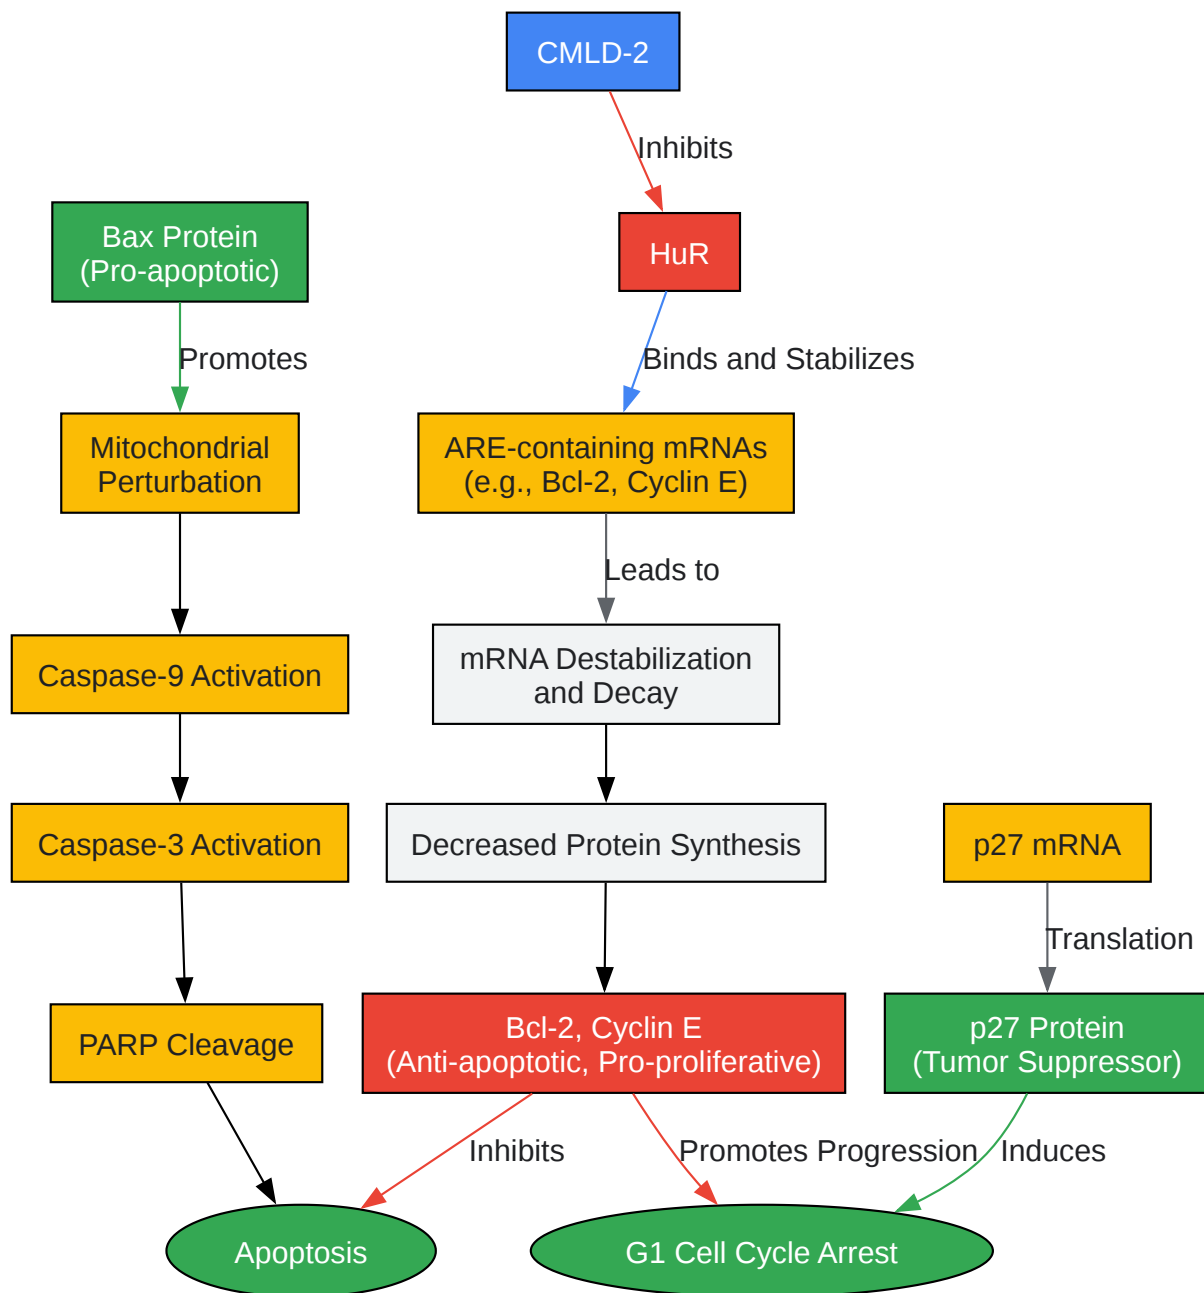 CMLD-2
Inhibits
HuR
Bax Protein
(Pro-apoptotic)
Promotes
Binds and Stabilizes
Mitochondrial
Perturbation
ARE-containing mRNAs
(e.g., Bcl-2, Cyclin E)
Leads to
Caspase-9 Activation
mRNA Destabilization
and Decay
Caspase-3 Activation
Decreased Protein Synthesis
p27 mRNA
Translation
PARP Cleavage
Bcl-2, Cyclin E
(Anti-apoptotic, Pro-proliferative)
p27 Protein
(Tumor Suppressor)
Inhibits
Promotes Progression
Induces
Apoptosis
G1 Cell Cycle Arrest